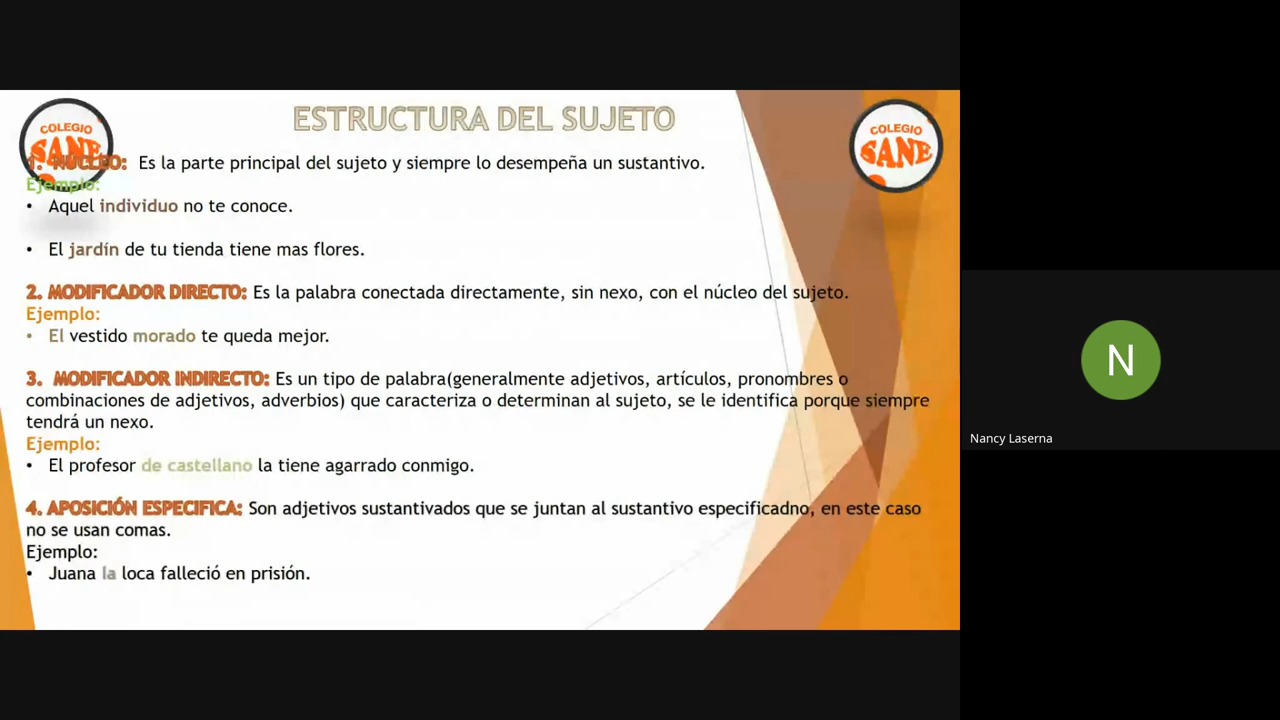 ESTRUCTURA DEL SUJETO
COLEGIO
SANE
COLEGIO
SANE
1. NÚCLEO: Es la parte principal del sujeto y siempre lo desempeña un sustantivo.
Ejemplo:
• Aquel individuo no te conoce.
• El jardín de tu tienda tiene mas flores.
2. MODIFICADOR DIRECTO: Es la palabra conectada directamente, sin nexo, con el núcleo del sujeto.
Ejemplo:
• El vestido morado te queda mejor.
3. MODIFICADOR INDIRECTO: Es un tipo de palabra(generalmente adjetivos, artículos, pronombres o
combinaciones de adjetivos, adverbios) que caracteriza o determinan al sujeto, se le identifica porque siempre
tendrá un nexo.
Ejemplo:
• El profesor de castellano la tiene agarrado conmigo.
4. APOSICIÓN ESPECIFICA: Son adjetivos sustantivados que se juntan al sustantivo especificadno, en este caso
no se usan comas.
Ejemplo:
• Juana la loca falleció en prisión.
N
Nancy Laserna